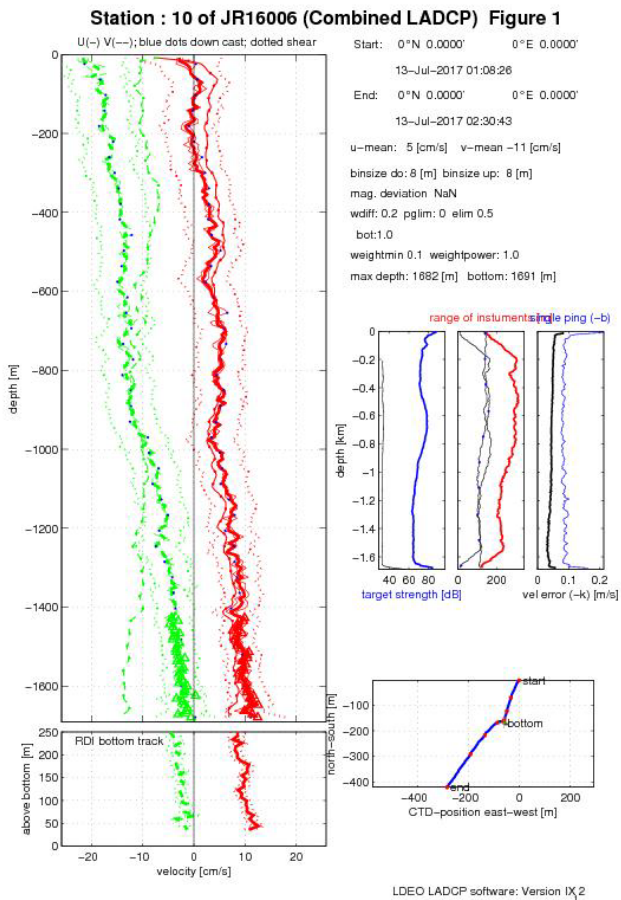 Station : 10 of JR16006 (Combined LADCP)  Figure 1
U(-) V(--); blue dots down cast; dotted shear
0
-200
-400
-600
-800
-1000
-1200
-1400
-1600
depth [m]
RDI bottom track
250
200
150
100
50
above bottom [m]
-20 -10 0 10 20
velocity [cm/s]
Start: 0°N 0.0000' 0°E 0.0000'
13-Jul-2017 01:08:26
End: 0°N 0.0000' 0°E 0.0000'
13-Jul-2017 02:30:43
u-mean: 5 [cm/s] v-mean -11 [cm/s]
binsize do: 8 [m] binsize up: 8 [m]
mag. deviation NaN
wdiff: 0.2 pglim: 0 elim 0.5
bot:1.0
weightmin 0.1 weightpower: 1.0
max depth: 1682 [m] bottom: 1691 [m]
range of instuments
single ping (-b)
0
-0.2
-0.4
-0.6
-0.8
-1
-1.2
-1.4
-1.6
depth [km]
40 60 80
target strength [dB]
0 200
0 0.1 0.2
vel error (-k) [m/s]
start
bottom
end
-100
-200
-300
-400
north-south [m]
-400 -200 0 200
CTD-position east-west [m]
LDEO LADCP software: Version IX